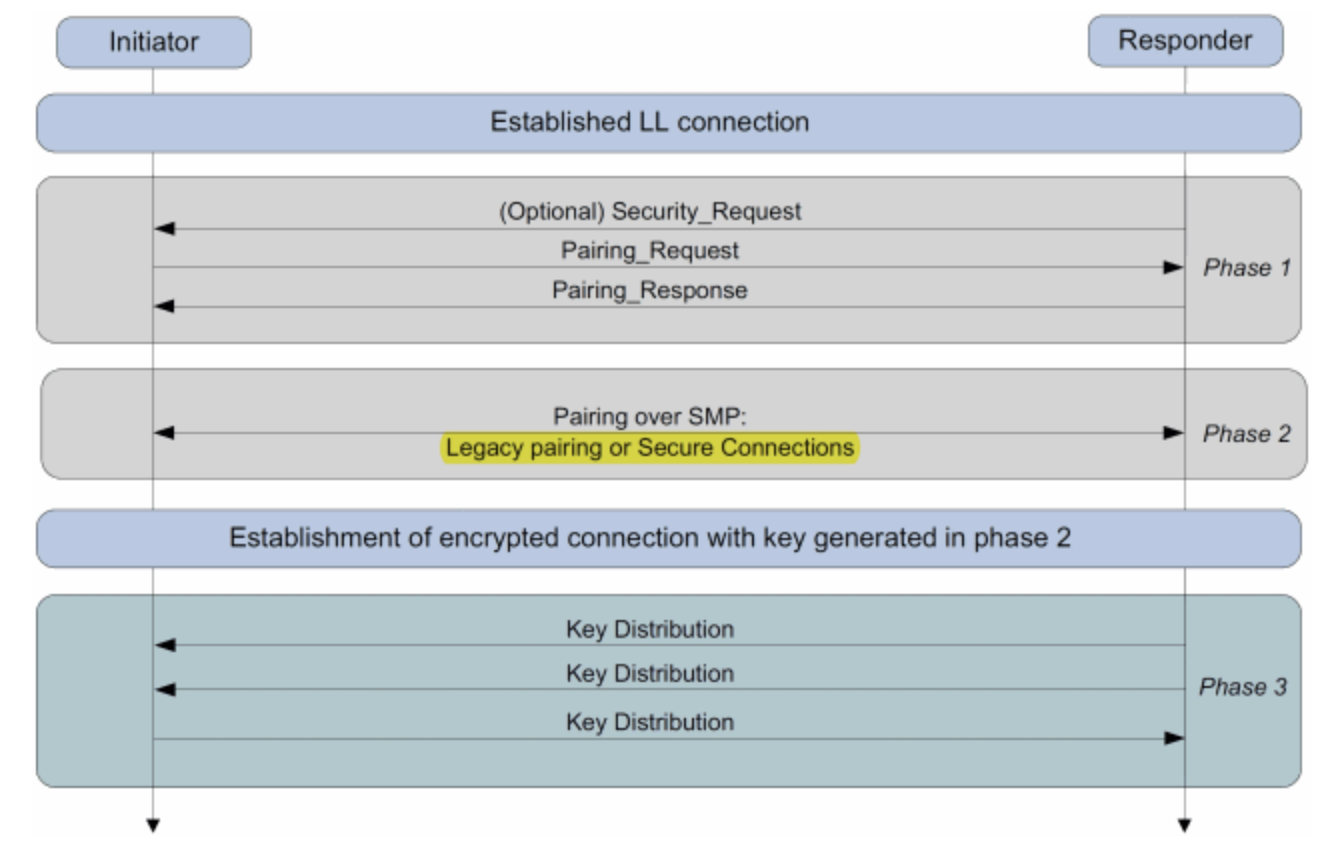 Initiator
Responder
Established LL connection
(Optional) Security_Request
Pairing_Request
Pairing_Response
Phase 1
Pairing over SMP:
Legacy pairing or Secure Connections
Phase 2
Establishment of encrypted connection with key generated in phase 2
Key Distribution
Key Distribution
Key Distribution
Phase 3